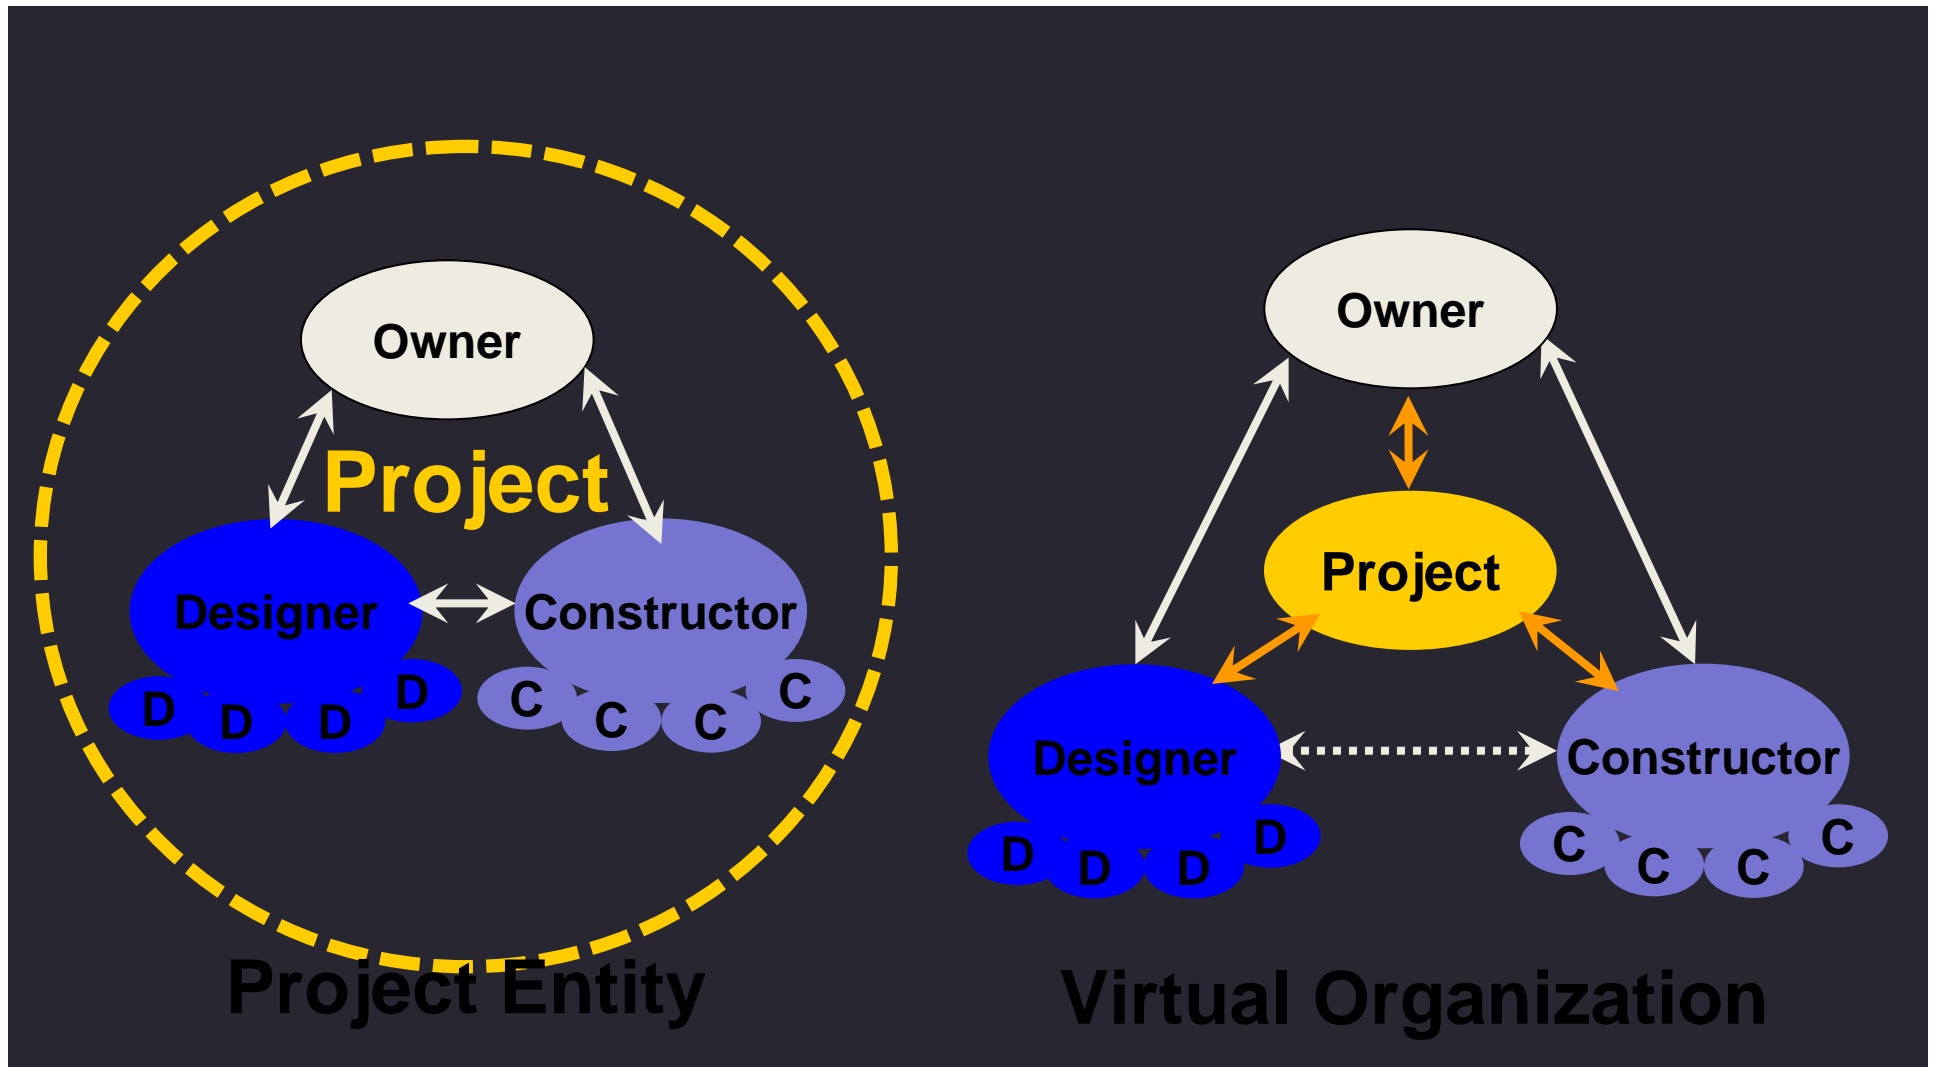 Owner
Project
Designer
Constructor
D
D
D
D
C
C
C
C
Project Entity
Owner
Project
Designer
Constructor
D
D
D
D
C
C
C
C
Virtual Organization